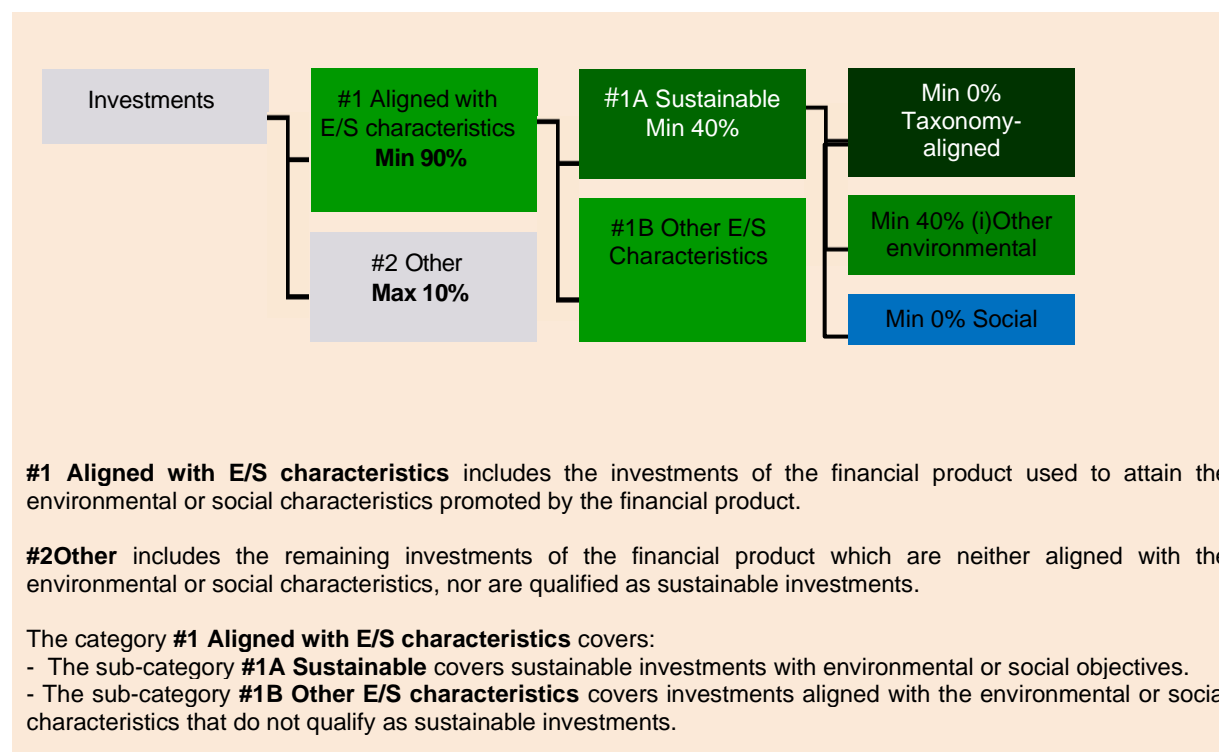 Investments
#1 Aligned with
E/S characteristics
Min 90%
#2 Other
Max 10%
#1A Sustainable
Min 40%
#1B Other E/S
Characteristics
Min 0%
Taxonomy-
aligned
Min 40% (i)Other
environmental
Min 0% Social
#1 Aligned with E/S characteristics includes the investments of the financial product used to attain the
environmental or social characteristics promoted by the financial product.
#2Other includes the remaining investments of the financial product which are neither aligned with the
environmental or social characteristics, nor are qualified as sustainable investments.
The category #1 Aligned with E/S characteristics covers:
- The sub-category #1A Sustainable covers sustainable investments with environmental or social objectives.
- The sub-category #1B Other E/S characteristics covers investments aligned with the environmental or social
characteristics that do not qualify as sustainable investments.